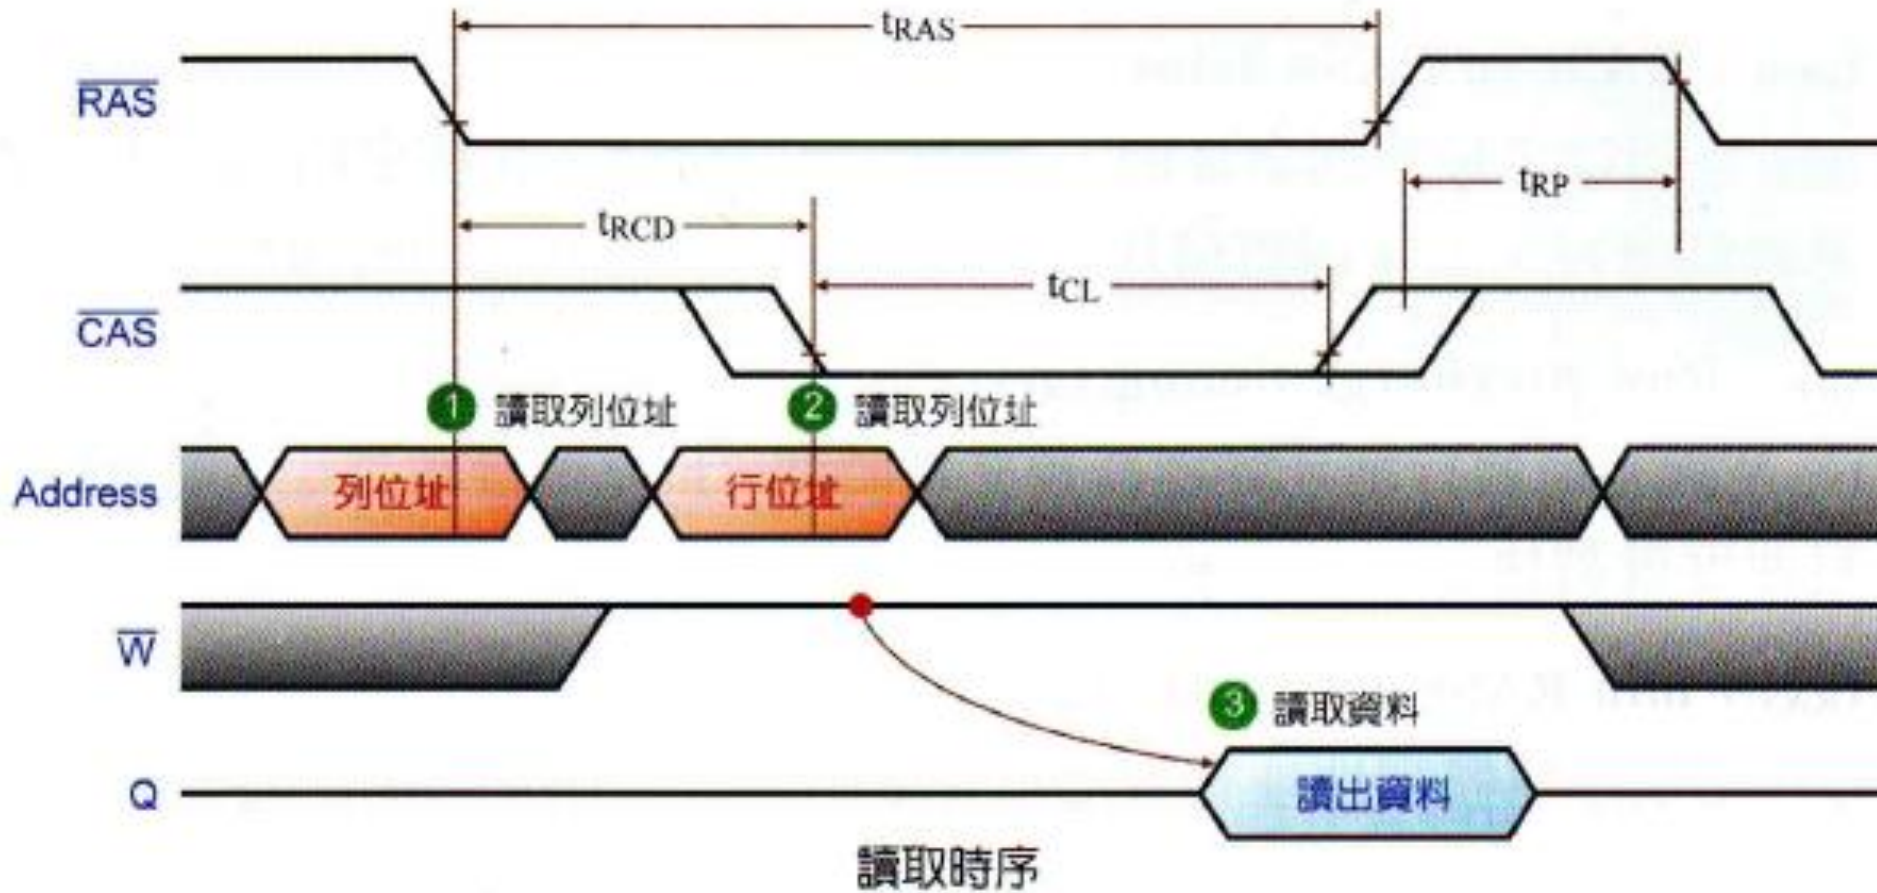 tRAS
RAS
tRP
tRCD
tCL
CAS
1 讀取列位址
2 讀取列位址
Address
列位址
行位址
W
3 讀取資料
Q
讀出資料
讀取時序